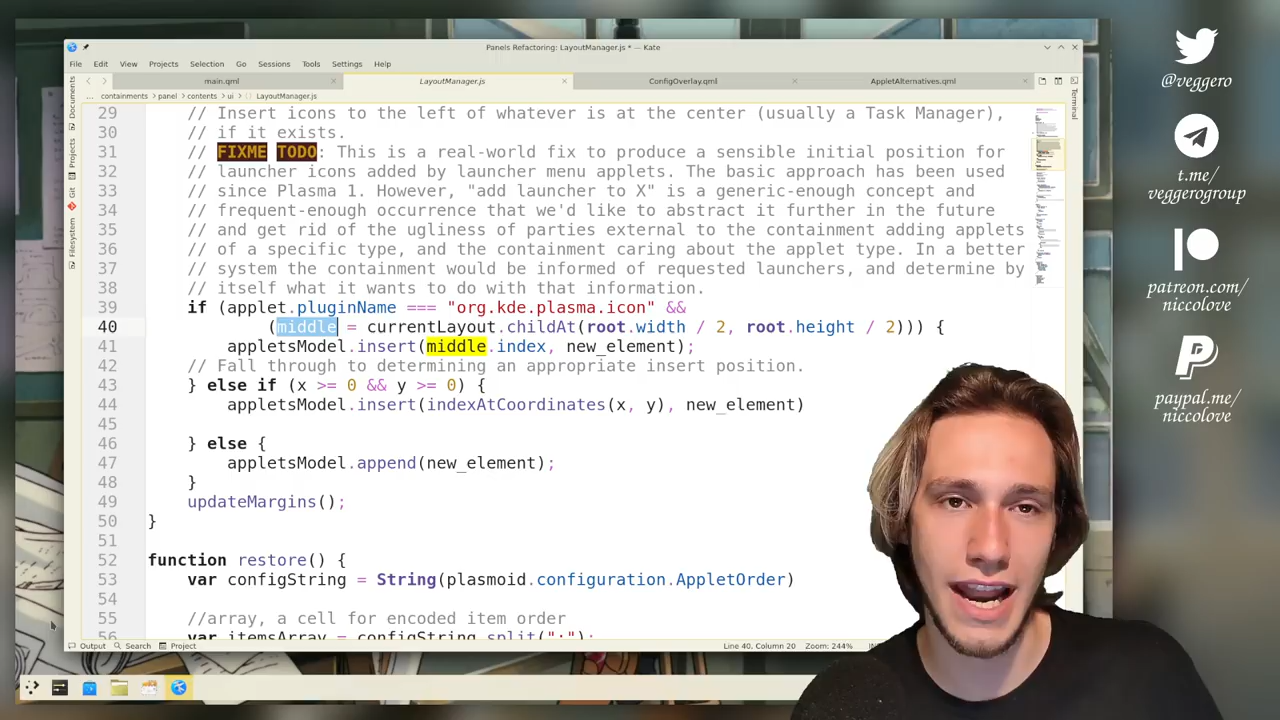 Panels Refactoring: LayoutManager.js * — Kate
File Edit View Projects Selection Go Sessions Tools Settings Help
main.qml LayoutManager.js ConfigOverlay.qml AppletAlternatives.qml
... containments panel contents ui LayoutManager.js
Documents
Projects
Git
Filesystem
Terminal
29 // Insert icons to the left of whatever is at the center (usually a Task Manager),
30 // if it exists.
31 // FIXME TODO: This is a real-world fix to produce a sensible initial position for
32 // launcher icons added by launcher menu applets. The basic approach has been used
33 // since Plasma 1. However, "add launcher to X" is a generic-enough concept and
34 // frequent-enough occurrence that we'd like to abstract it further in the future
35 // and get rid of the ugliness of parties external to the containment adding applets
36 // of a specific type, and the containment caring about the applet type. In a better
37 // system the containment would be informed of requested launchers, and determine by
38 // itself what it wants to do with that information.
39 if (applet.pluginName === "org.kde.plasma.icon" &&
40 (middle = currentLayout.childAt(root.width / 2, root.height / 2))) {
41 appletsModel.insert(middle.index, new_element);
42 // Fall through to determining an appropriate insert position.
43 } else if (x >= 0 && y >= 0) {
44 appletsModel.insert(indexAtCoordinates(x, y), new_element)
45
46 } else {
47 appletsModel.append(new_element);
48 }
49 updateMargins();
50 }
51
52 function restore() {
53 var configString = String(plasmoid.configuration.AppletOrder)
54
55 //array, a cell for encoded item order
56 var itemsArray = configString.split(";");
Output Search Project
Line 40, Column 20 Zoom: 244%
@veggero
t.me/
veggerogroup
patreon.com/
niccolove
paypal.me/
niccolove